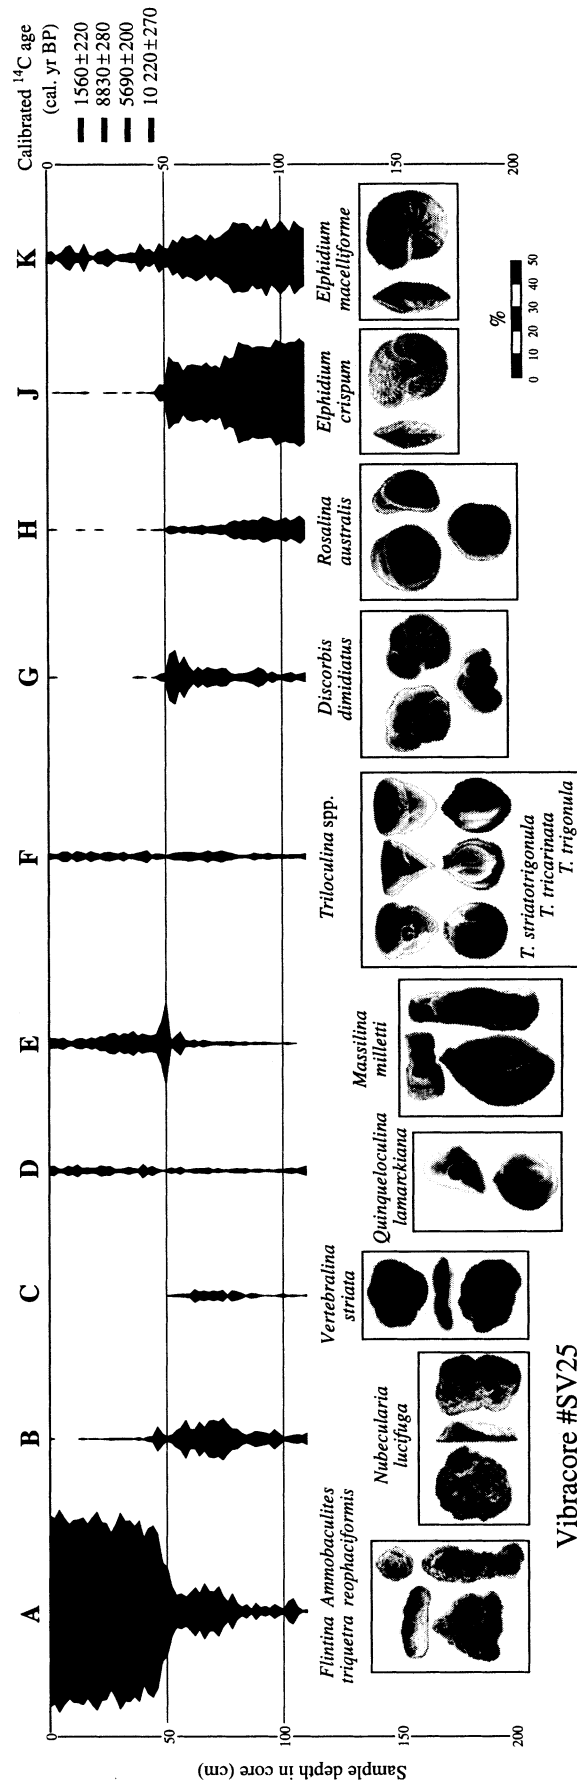 Calibrated ¹⁴C age
(cal. yr BP)
1560±220
8830±280
5690±200
10 220±270
A
B
C
D
E
F
G
H
J
K
0
50
100
150
200
0
50
100
150
200
Sample depth in core (cm)
Flintina Ammobaculites
triquetra reophaciformis
Nubecularia
lucifuga
Vertebralina
striata
Quinqueloculina
lamarckiana
Massilina
milletti
Triloculina spp.
T. striatotrigonula
T. tricarinata
T. trigonula
Discorbis
dimidiatus
Rosalina
australis
Elphidium
crispum
Elphidium
macelliforme
%
0 10 20 30 40 50
Vibracore #SV25